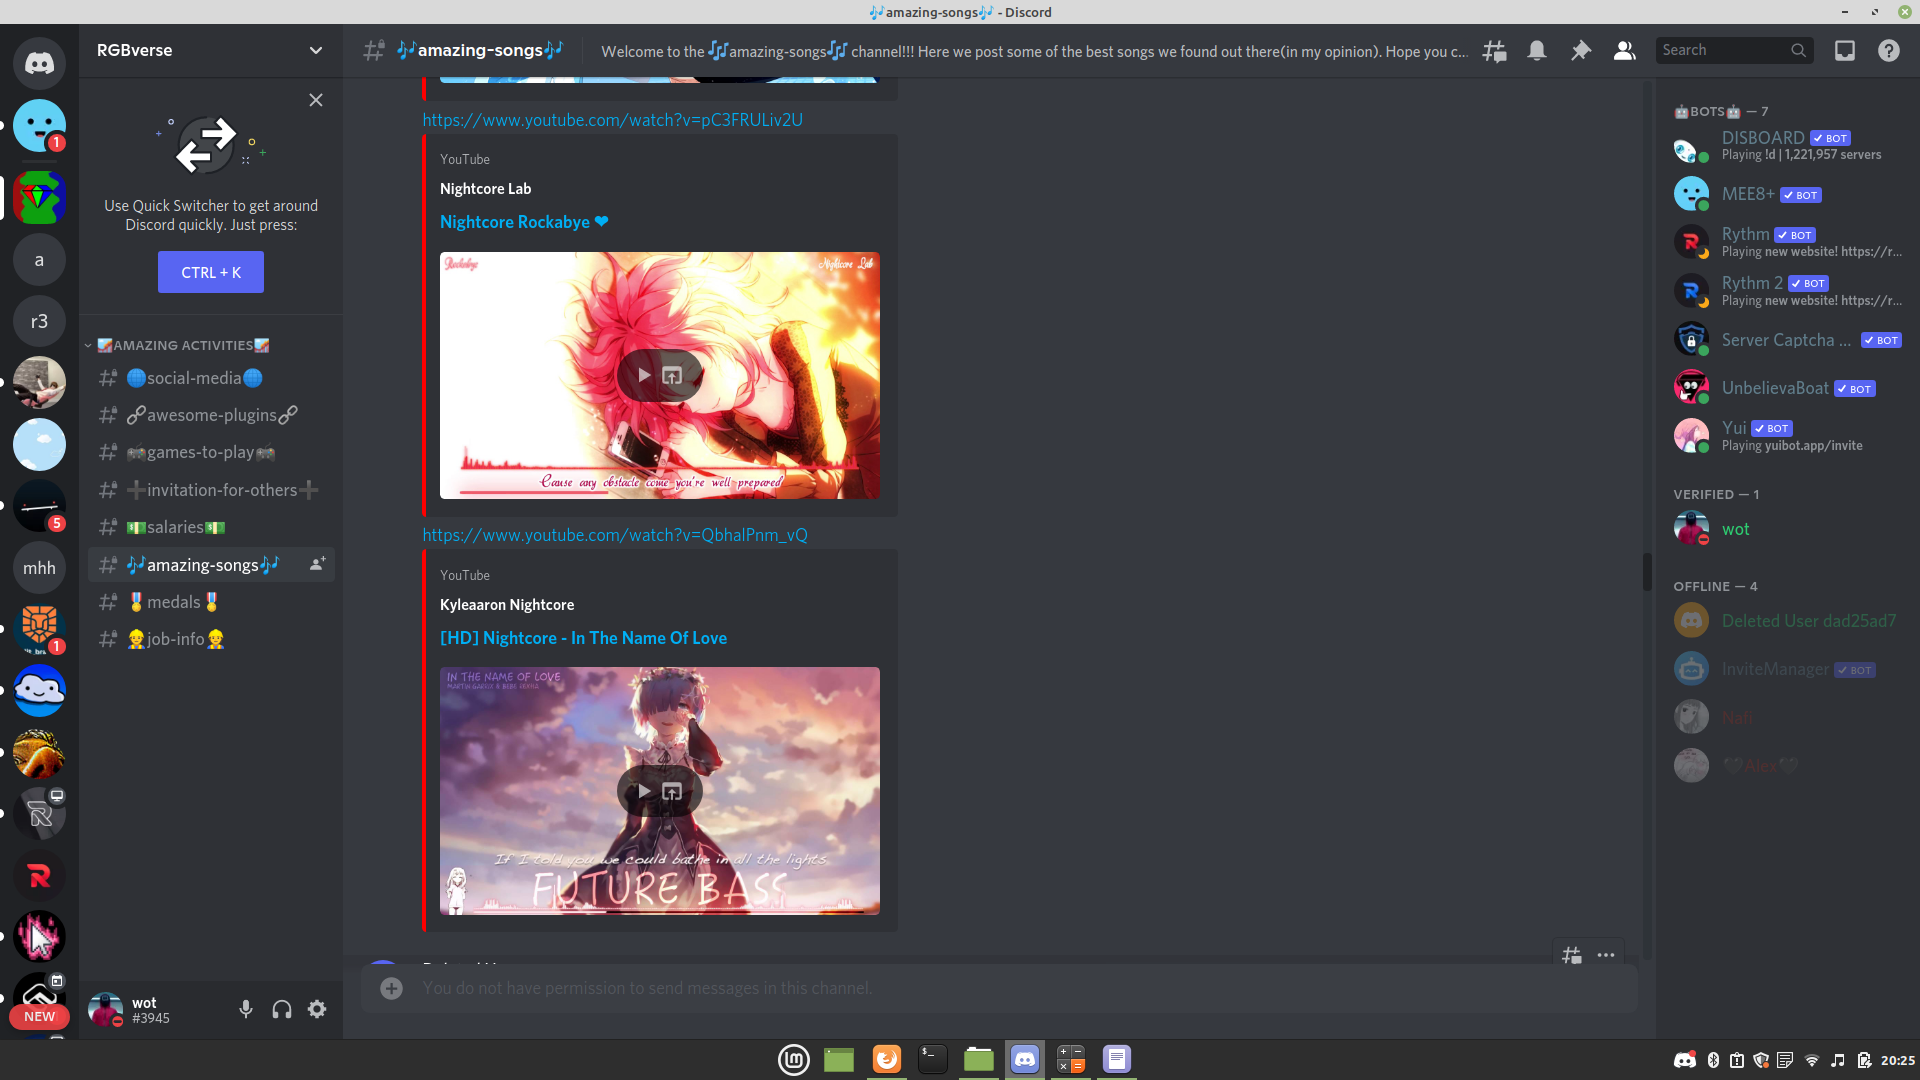 🎶amazing-songs🎶 - Discord
RGBverse
🎶amazing-songs🎶
Welcome to the 🎶amazing-songs🎶 channel!!! Here we post some of the best songs we found out there(in my opinion). Hope you c...
Search
1
Use Quick Switcher to get around
Discord quickly. Just press:
CTRL + K
a
r3
5
mhh
1
NEW
AMAZING ACTIVITIES
🌐social-media🌐
🔗awesome-plugins🔗
🎮games-to-play🎮
➕invitation-for-others➕
💵salaries💵
🎶amazing-songs🎶
🏅medals🏅
👷job-info👷
wot
#3945
https://www.youtube.com/watch?v=pC3FRULiv2U
YouTube
Nightcore Lab
Nightcore Rockabye ❤
Rockabye
Nightcore Lab
Cause any obstacle come you're well prepared
https://www.youtube.com/watch?v=QbhalPnm_vQ
YouTube
Kyleaaron Nightcore
[HD] Nightcore - In The Name Of Love
IN THE NAME OF LOVE
MARTIN GARRIX & BEBE REXHA
If I told you we could bathe in all the lights
FUTURE BASS
You do not have permission to send messages in this channel.
🤖BOTS🤖 — 7
DISBOARD ✓ BOT
Playing !d | 1,221,957 servers
MEE8+ ✓ BOT
Rythm ✓ BOT
Playing new website! https://r...
Rythm 2 ✓ BOT
Playing new website! https://r...
Server Captcha ... ✓ BOT
UnbelievaBoat ✓ BOT
Yui ✓ BOT
Playing yuibot.app/invite
VERIFIED — 1
wot
OFFLINE — 4
Deleted User dad25ad7
InviteManager ✓ BOT
Nafi
🖤Alex🖤
20:25